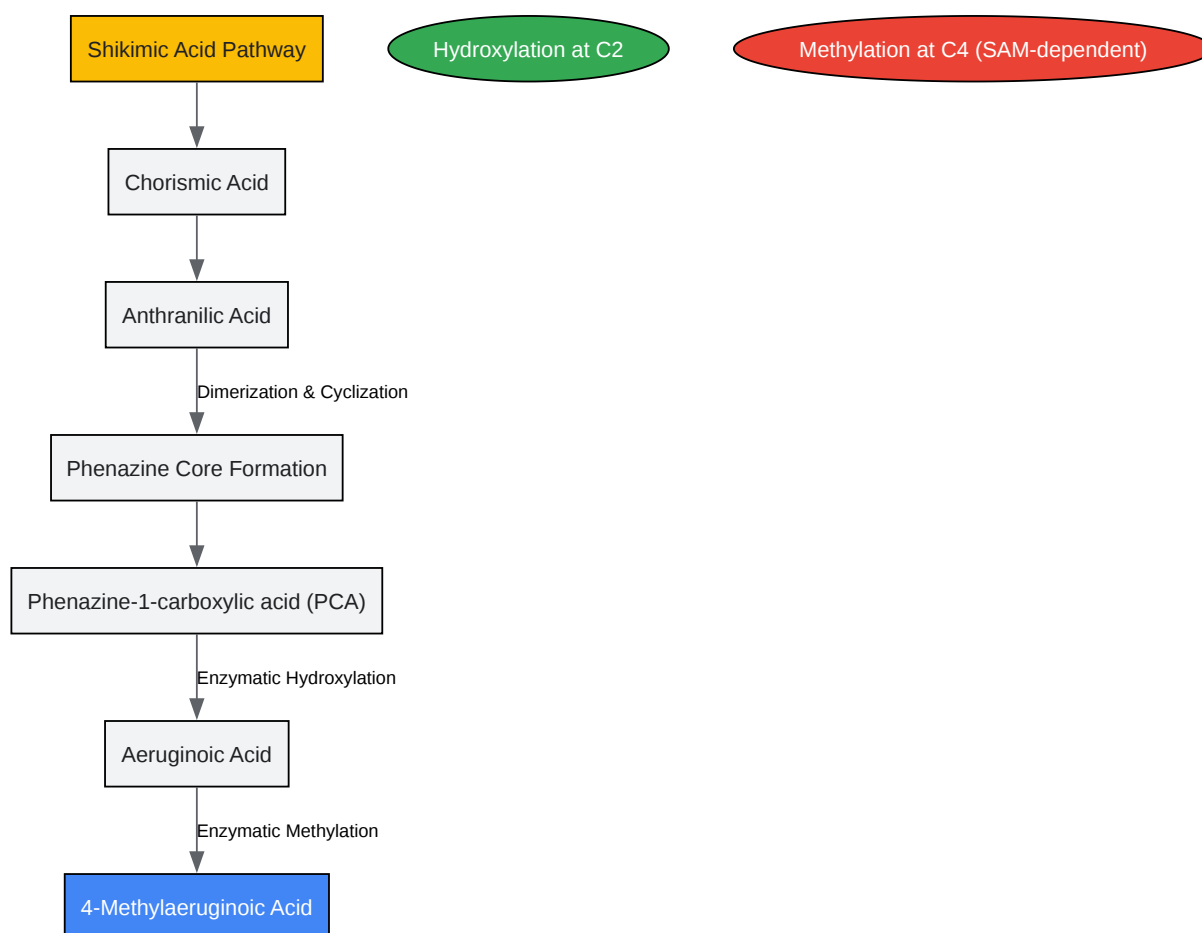 Shikimic Acid Pathway
Hydroxylation at C2
Methylation at C4 (SAM-dependent)
Chorismic Acid
Anthranilic Acid
Dimerization & Cyclization
Phenazine Core Formation
Phenazine-1-carboxylic acid (PCA)
Enzymatic Hydroxylation
Aeruginoic Acid
Enzymatic Methylation
4-Methylaeruginoic Acid